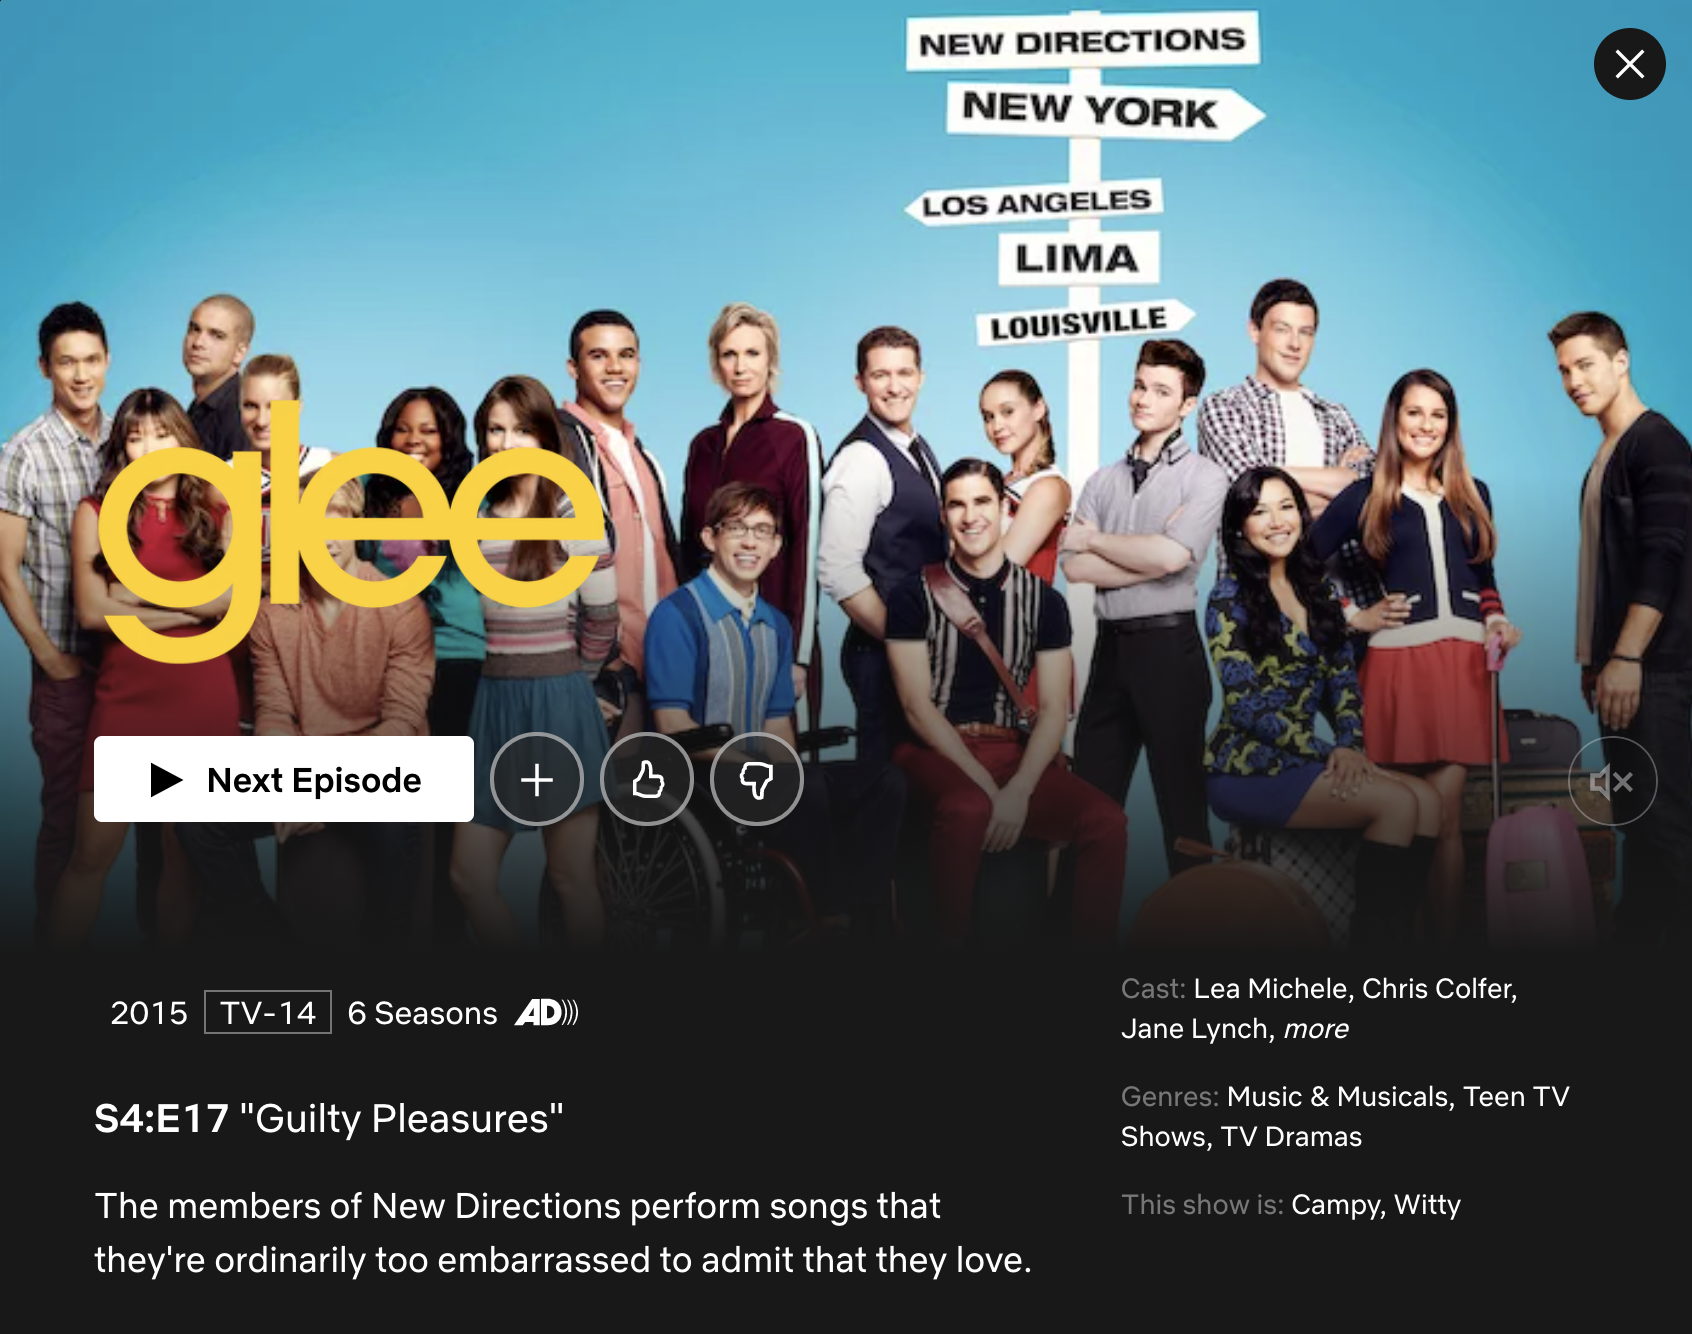 NEW DIRECTIONS
NEW YORK
LOS ANGELES
LIMA
LOUISVILLE
glee
Next Episode
2015 TV-14 6 Seasons AD
S4:E17 "Guilty Pleasures"
The members of New Directions perform songs that
they're ordinarily too embarrassed to admit that they love.
Cast: Lea Michele, Chris Colfer,
Jane Lynch, more
Genres: Music & Musicals, Teen TV
Shows, TV Dramas
This show is: Campy, Witty